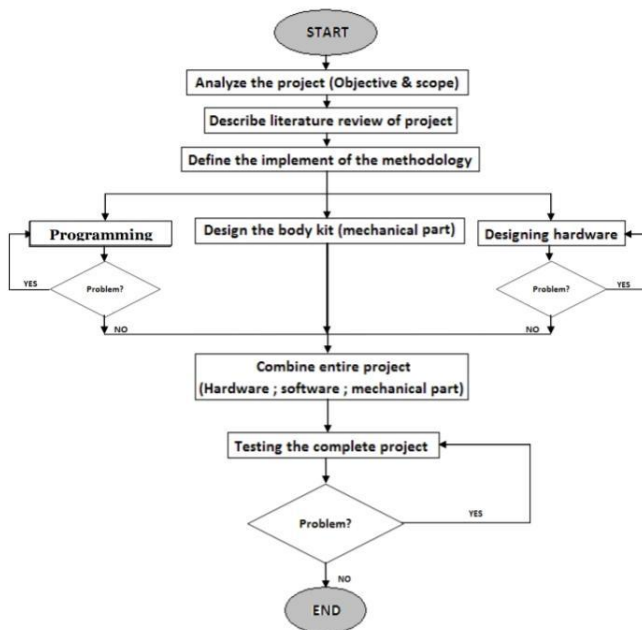 START
Analyze the project (Objective & scope)
Describe literature review of project
Define the implement of the methodology
Programming
Design the body kit (mechanical part)
Designing hardware
YES
Problem?
Problem?
YES
NO
NO
Combine entire project
(Hardware ; software ; mechanical part)
Testing the complete project
Problem?
YES
NO
END